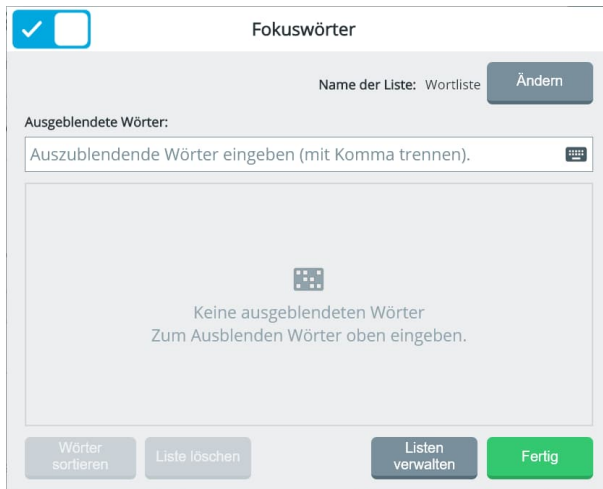 Fokuswörter
Name der Liste: Wortliste
Ändern
Ausgeblendete Wörter:
Auszublendende Wörter eingeben (mit Komma trennen).
Keine ausgeblendeten Wörter
Zum Ausblenden Wörter oben eingeben.
Wörter
sortieren
Liste löschen
Listen
verwalten
Fertig